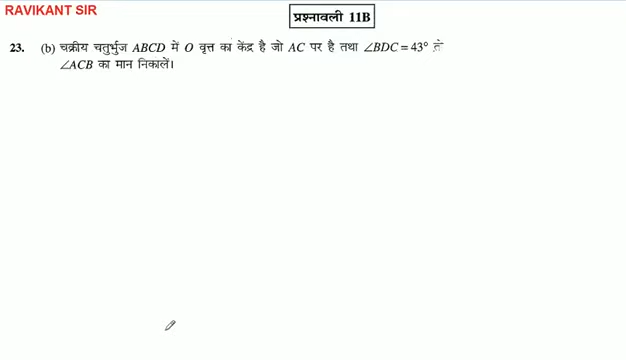 RAVIKANT SIR
प्रश्नावली 11B
23. (b) चक्रीय चतुर्भुज ABCD में O वृत्त का केंद्र है जो AC पर है तथा ∠BDC = 43° तो
∠ACB का मान निकालें।